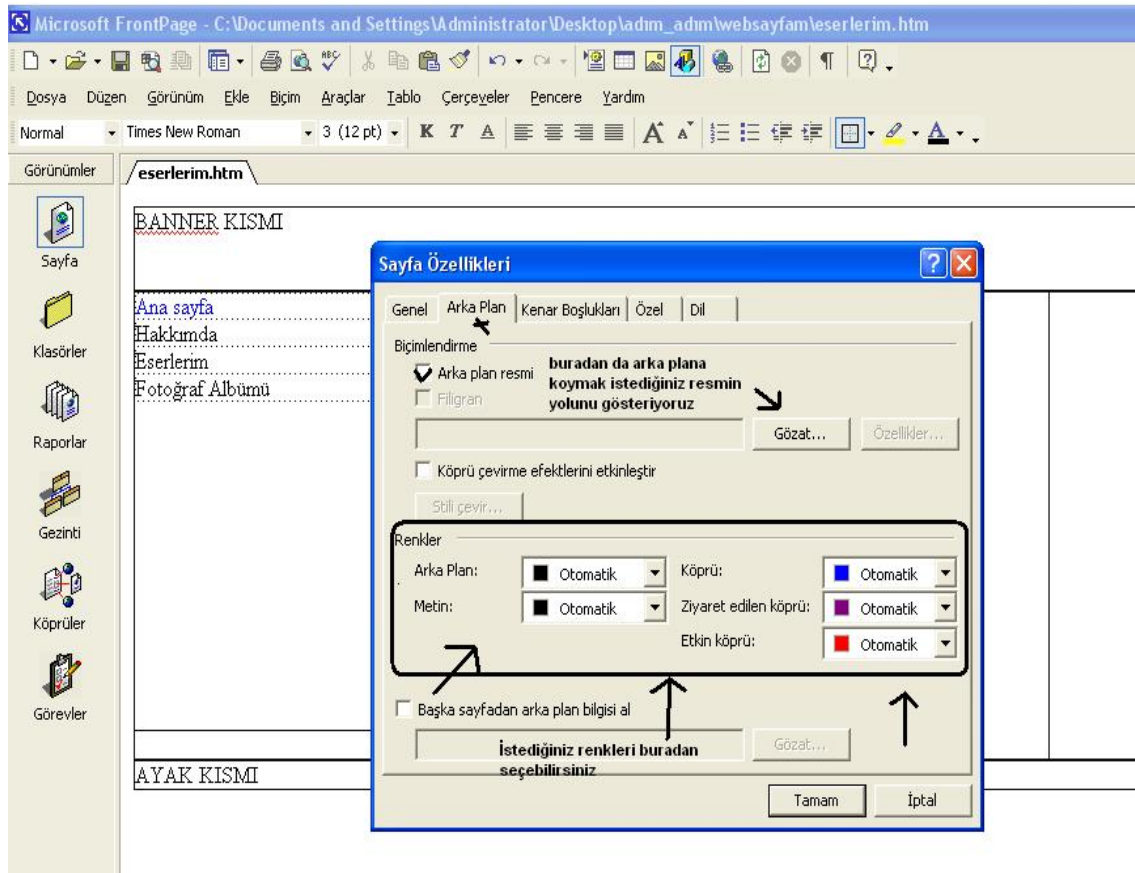 Microsoft FrontPage - C:\Documents and Settings\Administrator\Desktop\adım_adım\websayfam\eserlerim.htm
Dosya Düzen Görünüm Ekle Biçim Araçlar Tablo Çerçeveler Pencere Yardım
Normal Times New Roman 3 (12 pt) K T A
Görünümler
eserlerim.htm
Sayfa
Klasörler
Raporlar
Gezinti
Köprüler
Görevler
BANNER KISMI
Ana sayfa
Hakkımda
Eserlerim
Fotoğraf Albümü
AYAK KISMI
Sayfa Özellikleri
Genel Arka Plan Kenar Boşlukları Özel Dil
Biçimlendirme
Arka plan resmi
Filigran
buradan da arka plana
koymak istediğiniz resmin
yolunu gösteriyoruz
Gözat... Özellikler...
Köprü çevirme efektlerini etkinleştir
Stili çevir...
Renkler
Arka Plan: Otomatik Köprü: Otomatik
Metin: Otomatik Ziyaret edilen köprü: Otomatik
Etkin köprü: Otomatik
Başka sayfadan arka plan bilgisi al
Gözat...
İstediğiniz renkleri buradan
seçebilirsiniz
Tamam İptal